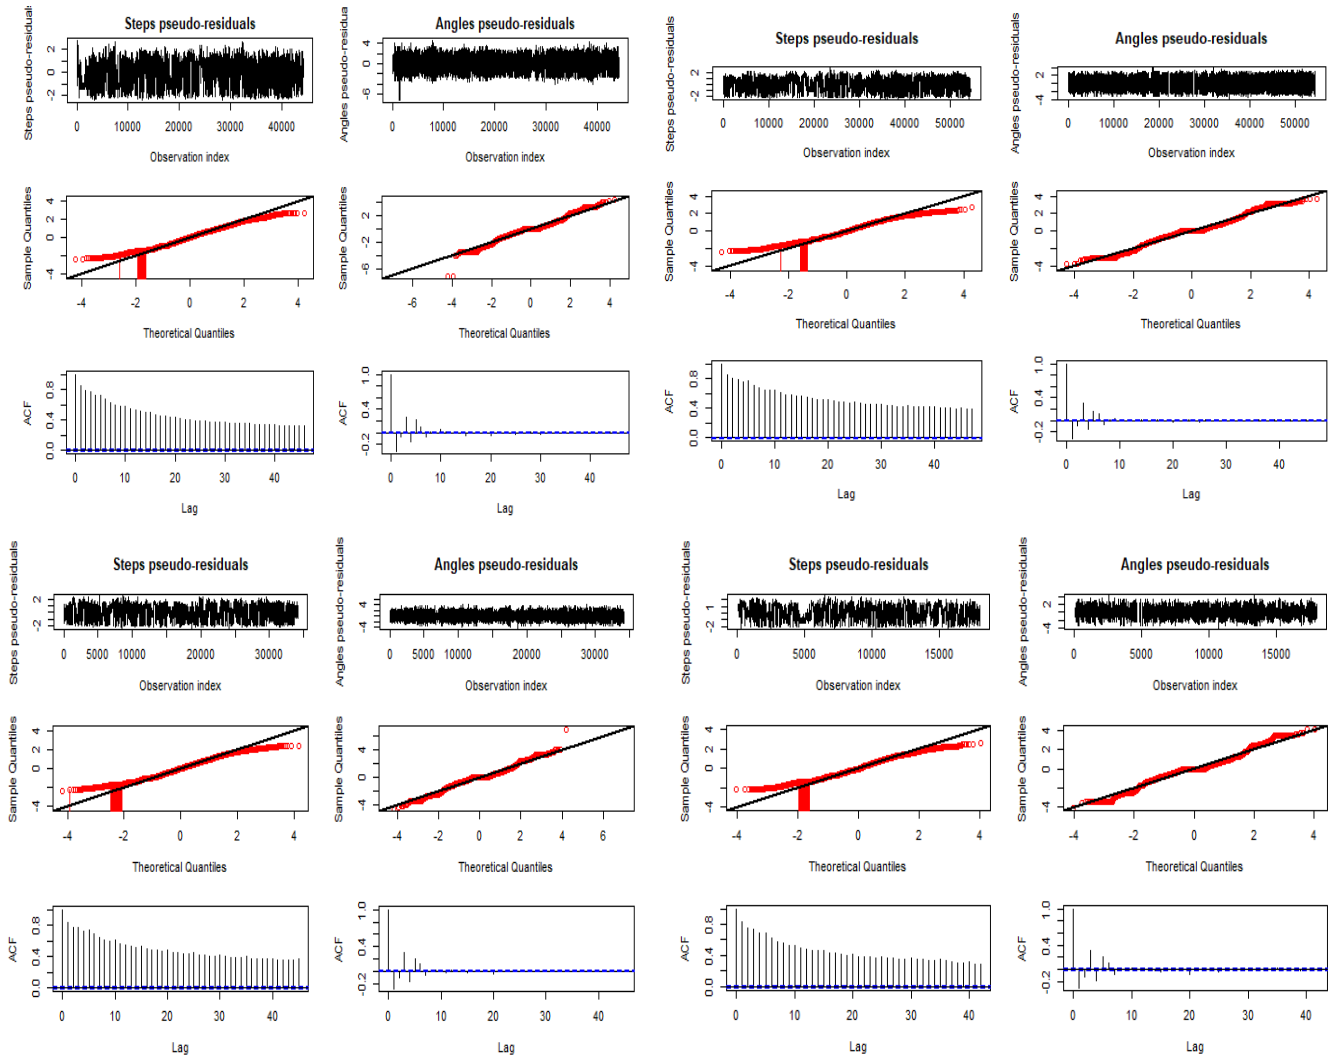 Steps pseudo-residuals
Steps pseudo-residuals
2
0
-2
0 10000 20000 30000 40000
Observation index
Angles pseudo-residuals
Angles pseudo-residua
4
-6
0 10000 20000 30000 40000
Observation index
Sample Quantiles
4
2
0
-4
-4 -2 0 2 4
Theoretical Quantiles
2
-2
-6
-6 -4 -2 0 2 4
ACF
0.8
0.4
0.0
0 10 20 30 40
Lag
ACF
1.0
0.4
-0.2
0 10 20 30 40
Steps pseudo-residuals
Steps pseudo-residuals
2
-2
0 10000 20000 30000 40000 50000
Observation index
Angles pseudo-residuals
Angles pseudo-residuals
2
-4
0 10000 20000 30000 40000 50000
Observation index
Sample Quantiles
4
2
0
-4
-4 -2 0 2 4
Theoretical Quantiles
Sample Quantiles
4
2
0
-4
-4 -2 0 2 4
Theoretical Quantiles
ACF
0.8
0.4
0.0
0 10 20 30 40
Lag
ACF
1.0
0.4
-0.2
0 10 20 30 40
Lag
Steps pseudo-residuals
Steps pseudo-residuals
2
-2
0 5000 10000 20000 30000
Observation index
Angles pseudo-residuals
Angles pseudo-residuals
4
-4
0 5000 10000 20000 30000
Observation index
Sample Quantiles
4
2
0
-4
-4 -2 0 2 4
Theoretical Quantiles
4
2
0
-4
-4 -2 0 2 4 6
Theoretical Quantiles
ACF
0.8
0.4
0.0
0 10 20 30 40
Lag
ACF
1.0
0.4
-0.2
0 10 20 30 40
Lag
Steps pseudo-residuals
Steps pseudo-residuals
1
-2
0 5000 10000 15000
Observation index
Angles pseudo-residuals
Angles pseudo-residuals
2
-4
0 5000 10000 15000
Observation index
Sample Quantiles
4
2
0
-4
-4 -2 0 2 4
Theoretical Quantiles
Sample Quantiles
4
2
0
-4
-4 -2 0 2 4
Theoretical Quantiles
ACF
0.8
0.4
0.0
0 10 20 30 40
Lag
ACF
1.0
0.4
-0.2
0 10 20 30 40
Lag